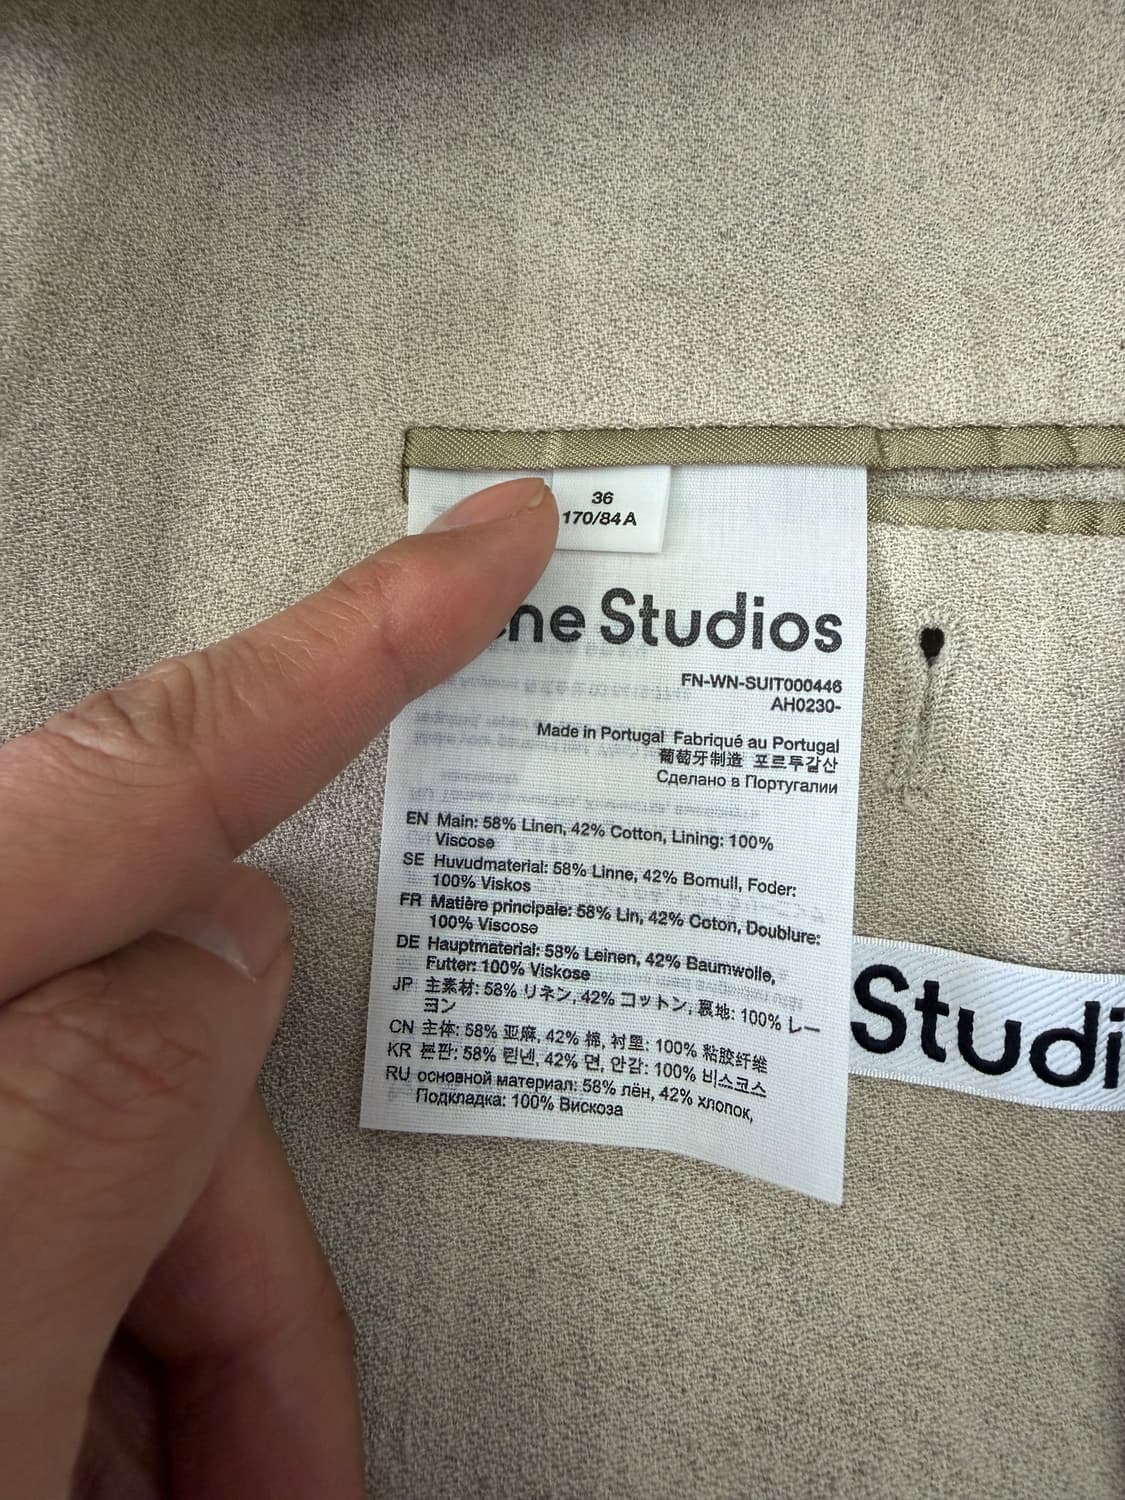 36
170/84 A
ne Studios
FN-WN-SUIT000446
AH0230-
Made in Portugal Fabriqué au Portugal
葡萄牙制造 포르투갈산
Сделано в Португалии
EN Main: 58% Linen, 42% Cotton, Lining: 100%
Viscose
SE Huvudmaterial: 58% Linne, 42% Bomull, Foder:
100% Viskos
FR Matière principale: 58% Lin, 42% Coton, Doublure:
100% Viscose
DE Hauptmaterial: 58% Leinen, 42% Baumwolle,
Futter: 100% Viskose
JP 主素材: 58% リネン, 42% コットン, 裏地: 100% レー
ヨン
CN 主体: 58% 亚麻, 42% 棉, 衬里: 100% 粘胶纤维
KR 본판: 58% 린넨, 42% 면, 안감: 100% 비스코스
RU основной материал: 58% лён, 42% хлопок,
Подкладка: 100% Вискоза
Studi